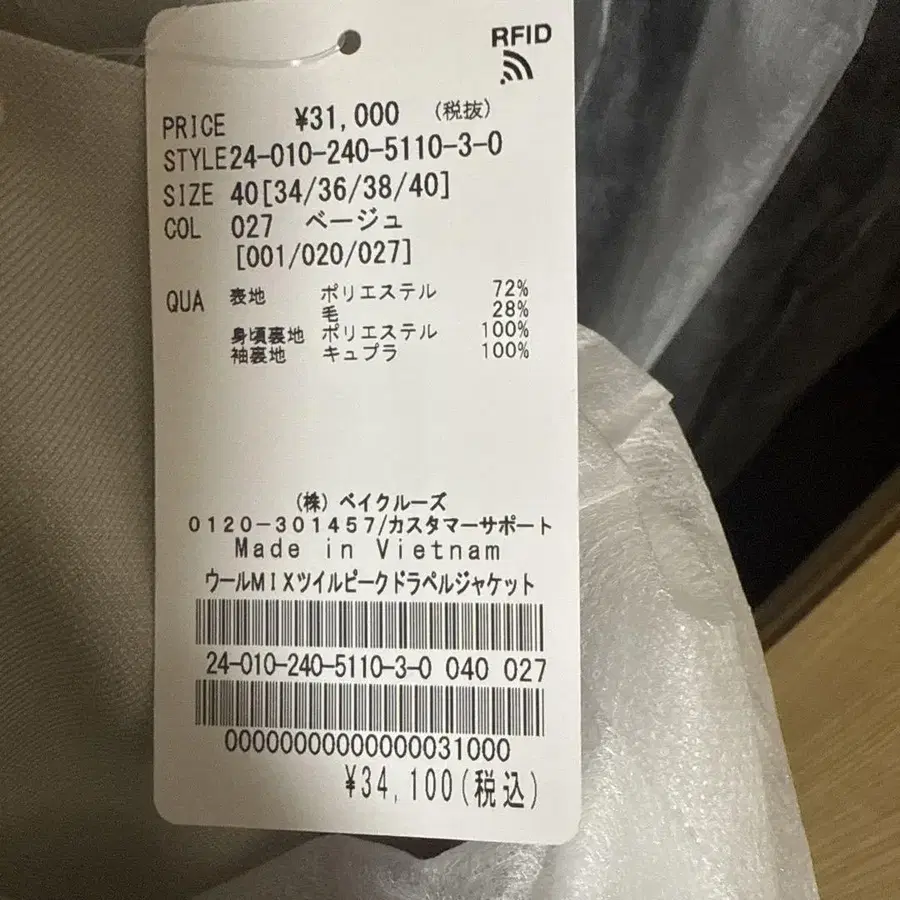 RFID
PRICE ¥31,000 (税抜)
STYLE24-010-240-5110-3-0
SIZE 40[34/36/38/40]
COL 027 ベージュ
[001/020/027]
QUA 表地 ポリエステル 72%
毛 28%
身頃裏地 ポリエステル 100%
袖裏地 キュプラ 100%
(株) ベイクルーズ
0120-301457/カスタマーサポート
Made in Vietnam
ウールMIXツイルピークドラペルジャケット
24-010-240-5110-3-0 040 027
00000000000000031000
¥34,100(税込)